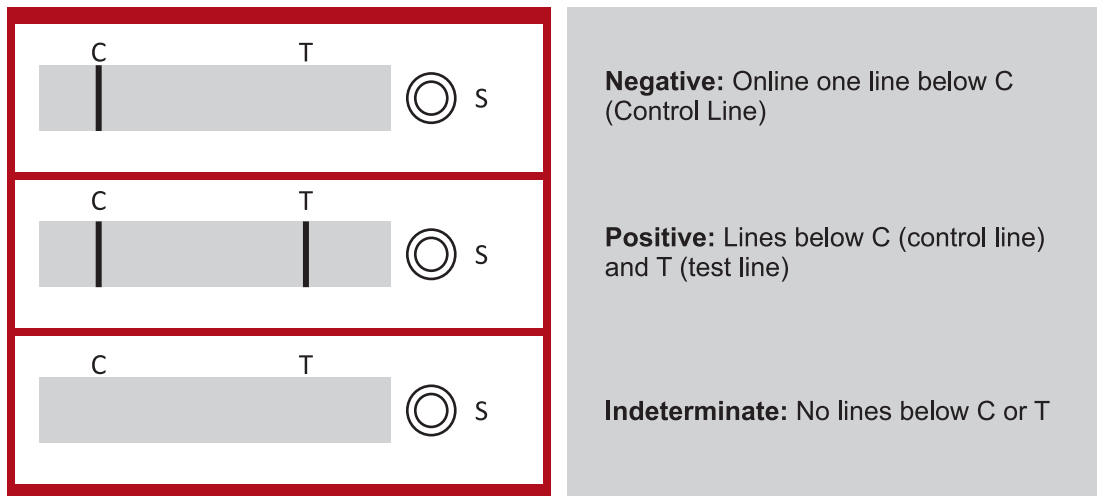 C T
S
Negative: Online one line below C
(Control Line)
C T
S
Positive: Lines below C (control line)
and T (test line)
C T
S
Indeterminate: No lines below C or T